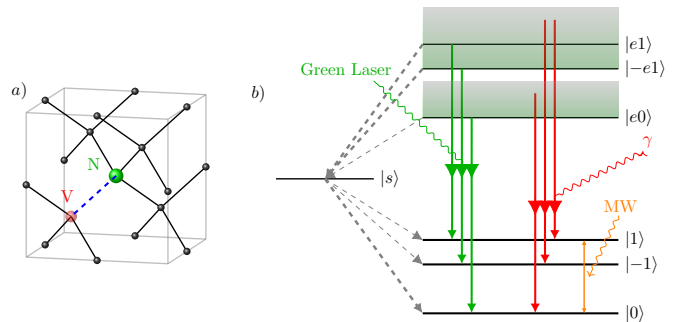 a)
N
V
b)
Green Laser
|e1⟩
|−e1⟩
|e0⟩
|s⟩
γ
MW
|1⟩
|−1⟩
|0⟩